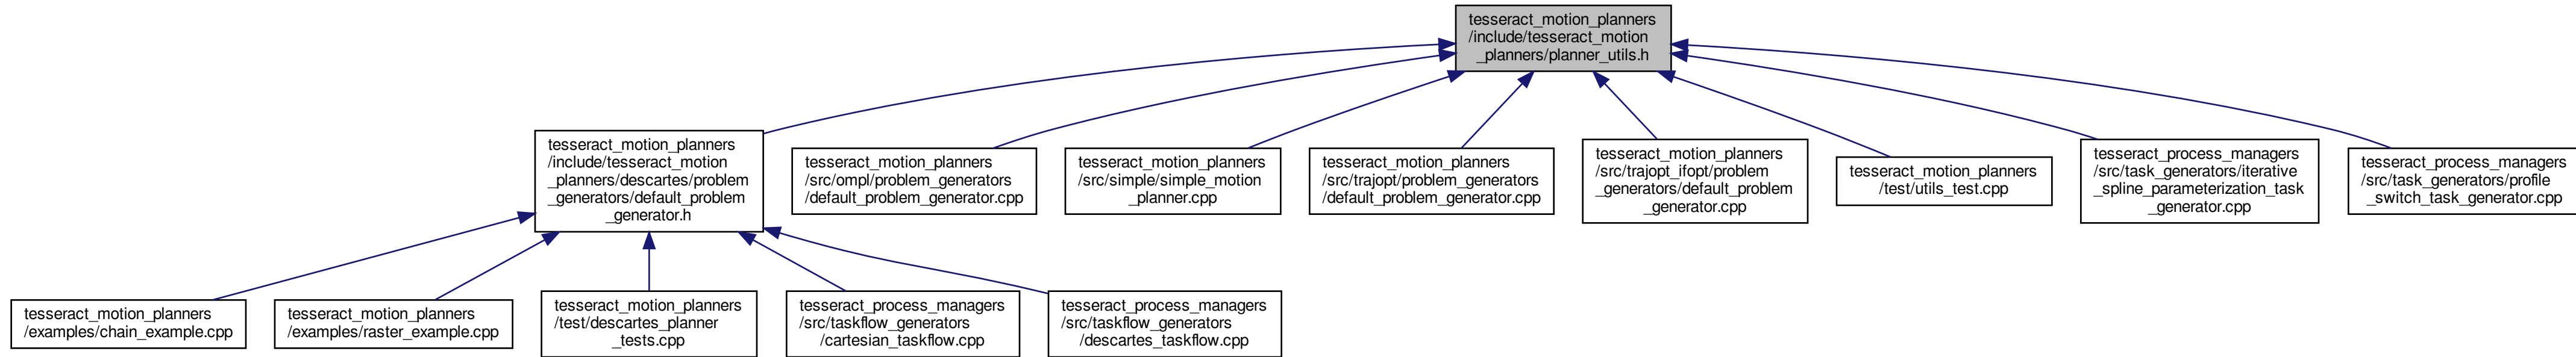 tesseract_motion_planners
/include/tesseract_motion
_planners/planner_utils.h
tesseract_motion_planners
/include/tesseract_motion
_planners/descartes/problem
_generators/default_problem
_generator.h
tesseract_motion_planners
/src/ompl/problem_generators
/default_problem_generator.cpp
tesseract_motion_planners
/src/simple/simple_motion
_planner.cpp
tesseract_motion_planners
/src/trajopt/problem_generators
/default_problem_generator.cpp
tesseract_motion_planners
/src/trajopt_ifopt/problem
_generators/default_problem
_generator.cpp
tesseract_motion_planners
/test/utils_test.cpp
tesseract_process_managers
/src/task_generators/iterative
_spline_parameterization_task
_generator.cpp
tesseract_process_managers
/src/task_generators/profile
_switch_task_generator.cpp
tesseract_motion_planners
/examples/chain_example.cpp
tesseract_motion_planners
/examples/raster_example.cpp
tesseract_motion_planners
/test/descartes_planner
_tests.cpp
tesseract_process_managers
/src/taskflow_generators
/cartesian_taskflow.cpp
tesseract_process_managers
/src/taskflow_generators
/descartes_taskflow.cpp